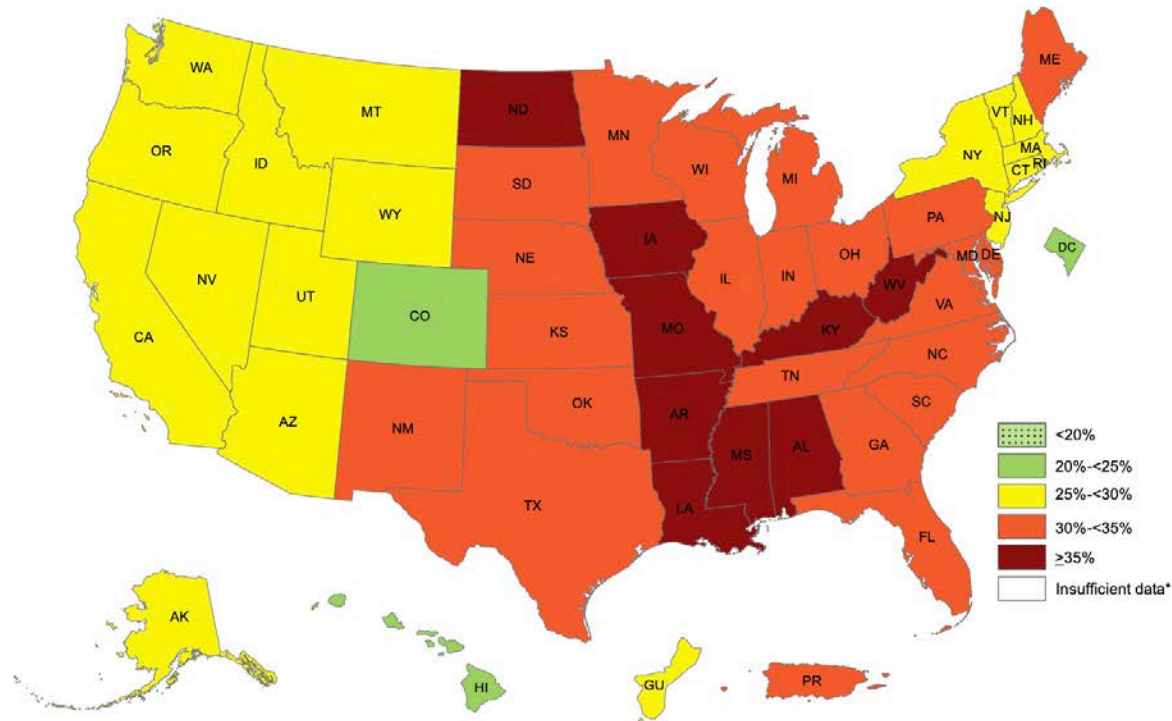 WA
MT
ND
MN
ME
VT
NH
OR
ID
SD
WI
MI
NY
MA
CT
RI
WY
IA
PA
NJ
NE
DC
NV
UT
CO
IL
IN
OH
MD
DE
WV
CA
KS
MO
KY
VA
AZ
NM
OK
AR
TN
NC
SC
MS
AL
GA
TX
LA
FL
<20%
20%-<25%
25%-<30%
30%-<35%
≥35%
Insufficient data*
AK
HI
GU
PR